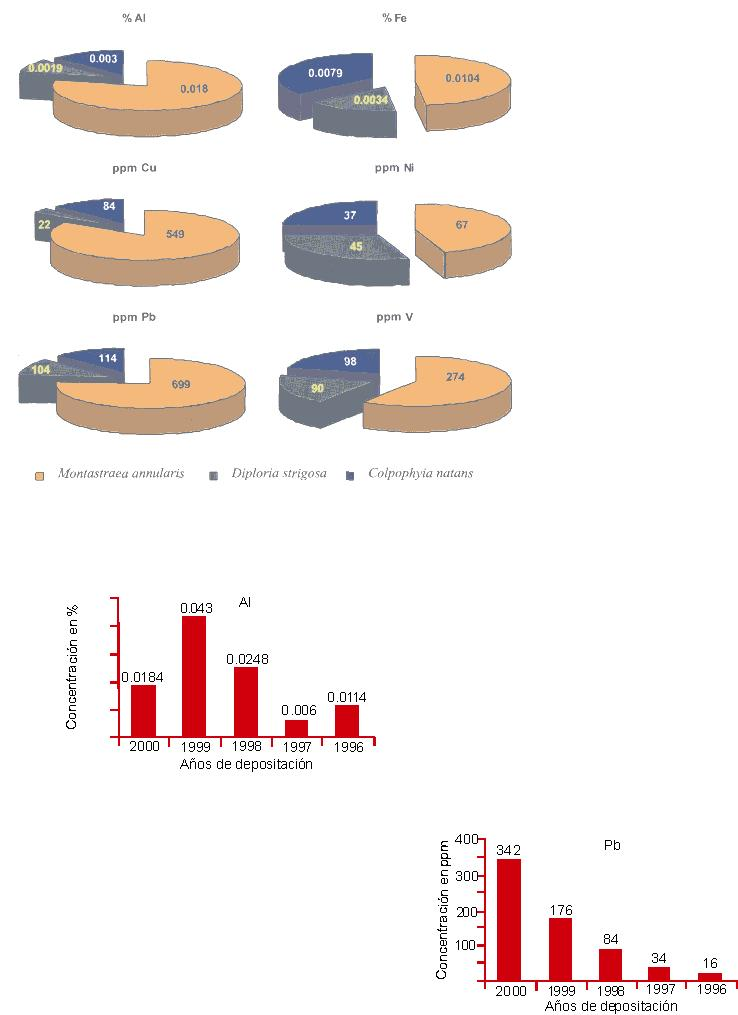 % Al
% Fe
0.003
0.0019
0.018
0.0079
0.0104
0.0034
ppm Cu
ppm Ni
84
22
549
37
67
45
ppm Pb
ppm V
114
104
699
98
274
90
Montastraea annularis
Diploria strigosa
Colpophyia natans
Concentración en %
Al
0.0184
0.043
0.0248
0.006
0.0114
2000 1999 1998 1997 1996
Años de depositación
Concentración en ppm
Pb
400
300
200
100
342
176
84
34
16
2000 1999 1998 1997 1996
Años de depositación